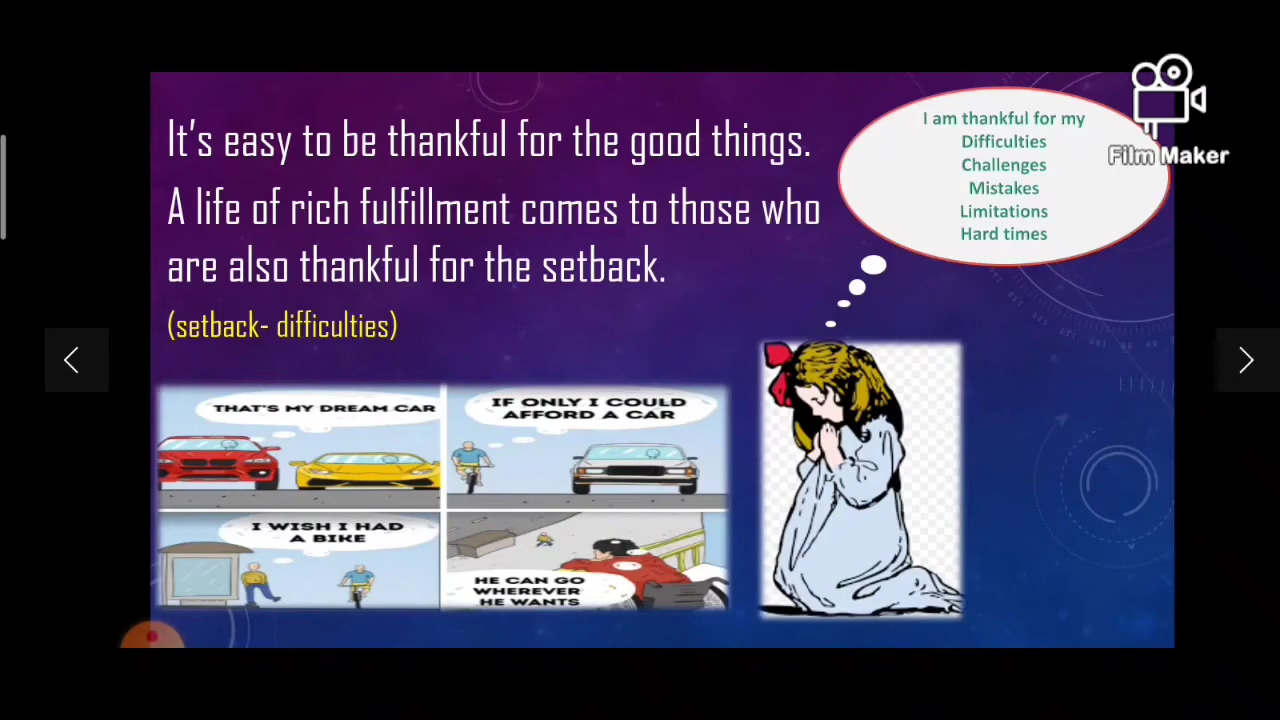 It's easy to be thankful for the good things.
A life of rich fulfillment comes to those who
are also thankful for the setback.
(setback- difficulties)
I am thankful for my
Difficulties
Challenges
Mistakes
Limitations
Hard times
Film Maker
THAT'S MY DREAM CAR
IF ONLY I COULD
AFFORD A CAR
I WISH I HAD
A BIKE
HE CAN GO
WHEREVER
HE WANTS